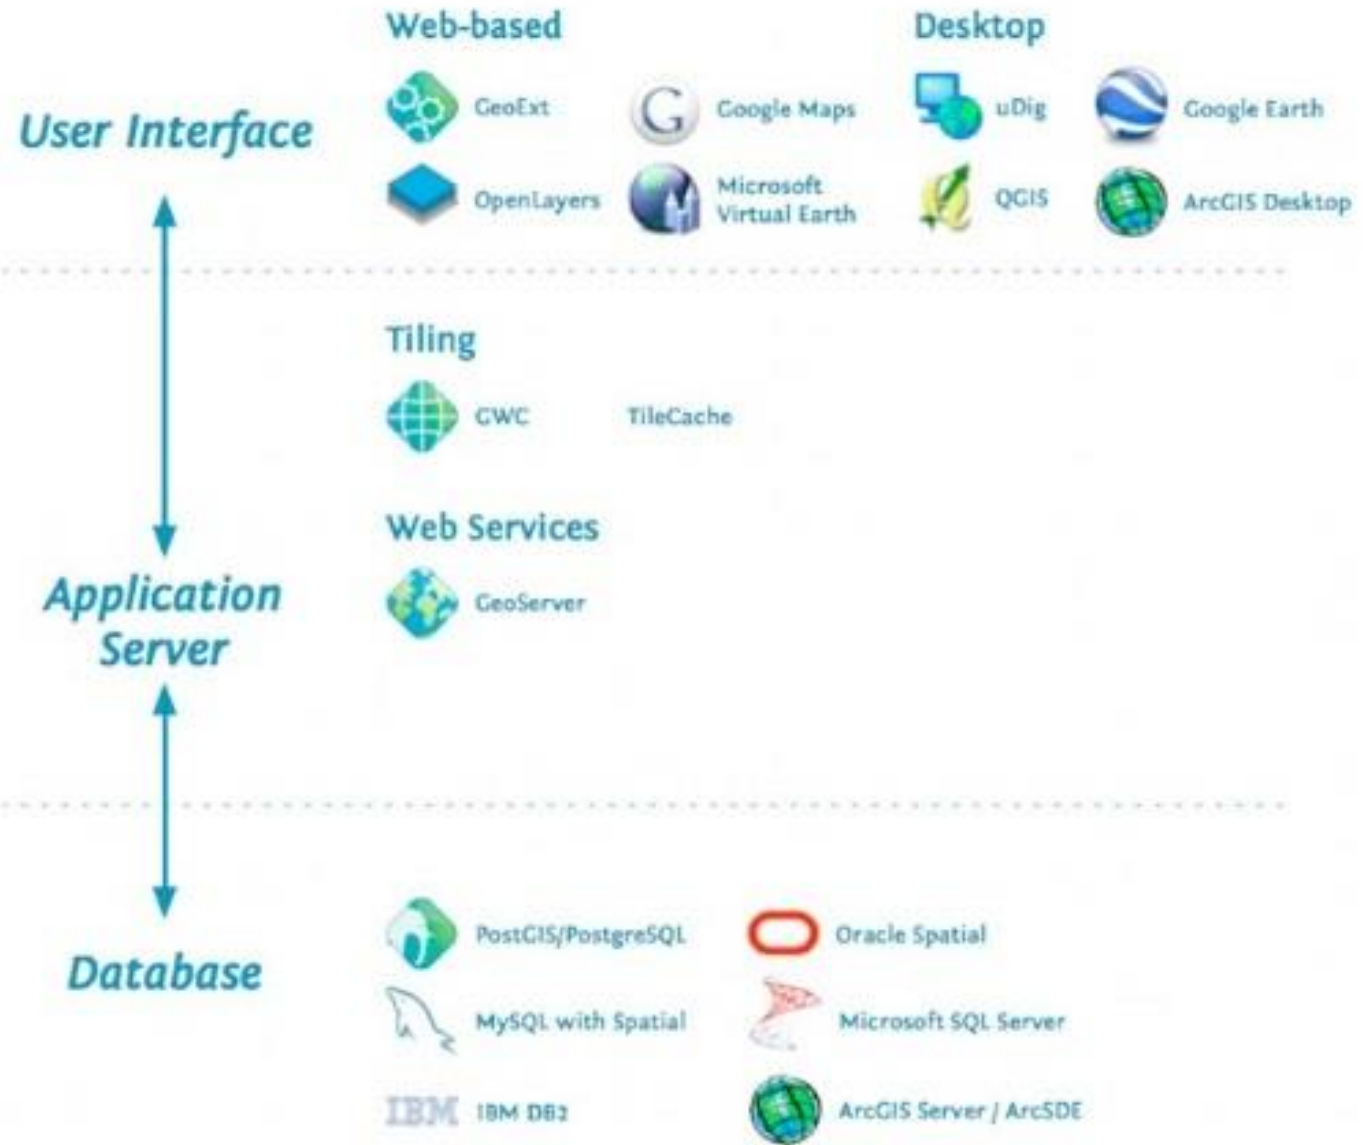 Web-based
Desktop
User Interface
GeoExt
G
Google Maps
uDig
Google Earth
OpenLayers
Microsoft
Virtual Earth
QGIS
ArcGIS Desktop
Tiling
GWC
TileCache
Web Services
GeoServer
Application
Server
Database
PostGIS/PostgreSQL
Oracle Spatial
MySQL with Spatial
Microsoft SQL Server
IBM
IBM DB2
ArcGIS Server / ArcSDE